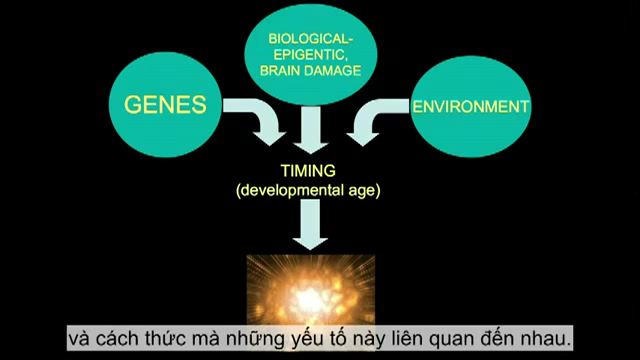 BIOLOGICAL-
EPIGENTIC,
BRAIN DAMAGE
GENES
ENVIRONMENT
TIMING
(developmental age)
và cách thức mà những yếu tố này liên quan đến nhau.